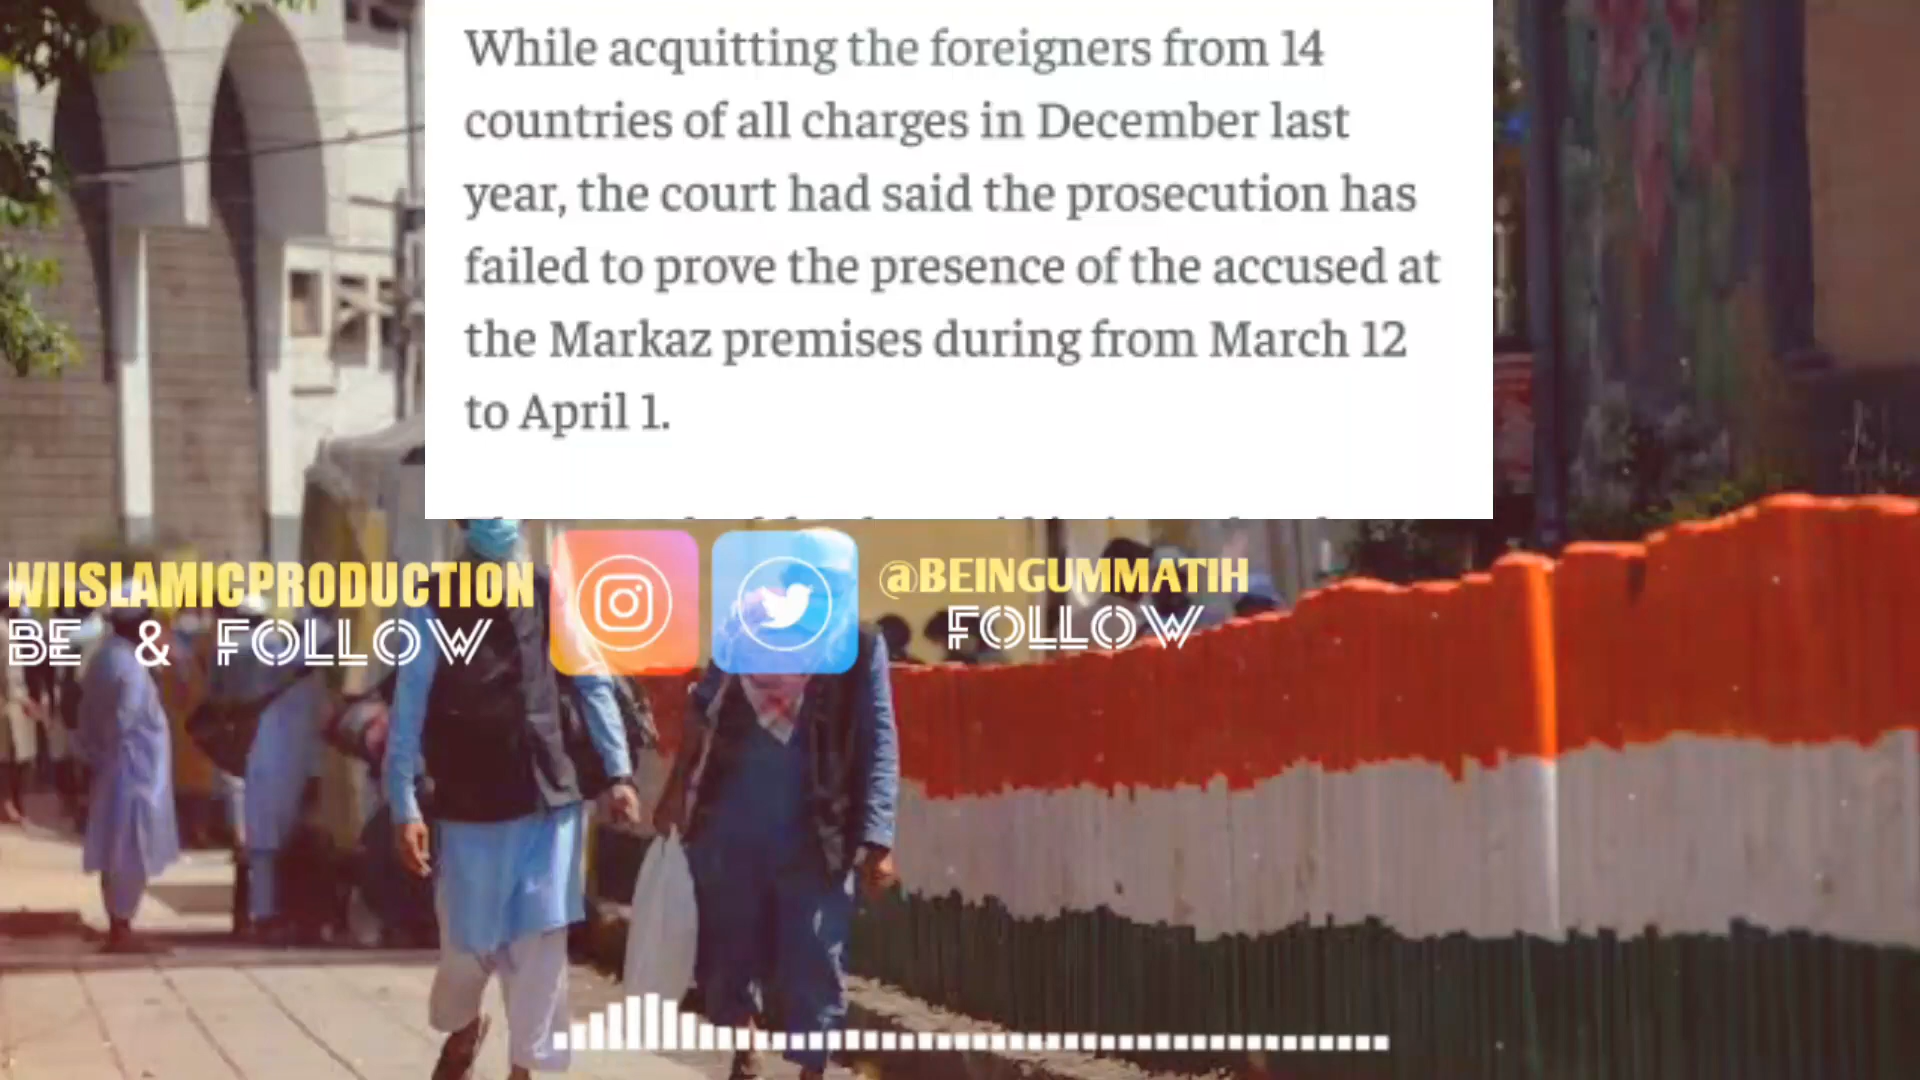 While acquitting the foreigners from 14
countries of all charges in December last
year, the court had said the prosecution has
failed to prove the presence of the accused at
the Markaz premises during from March 12
to April 1.
WIISLAMICPRODUCTION
BE & FOLLOW
@BEINGUMMATIH
FOLLOW